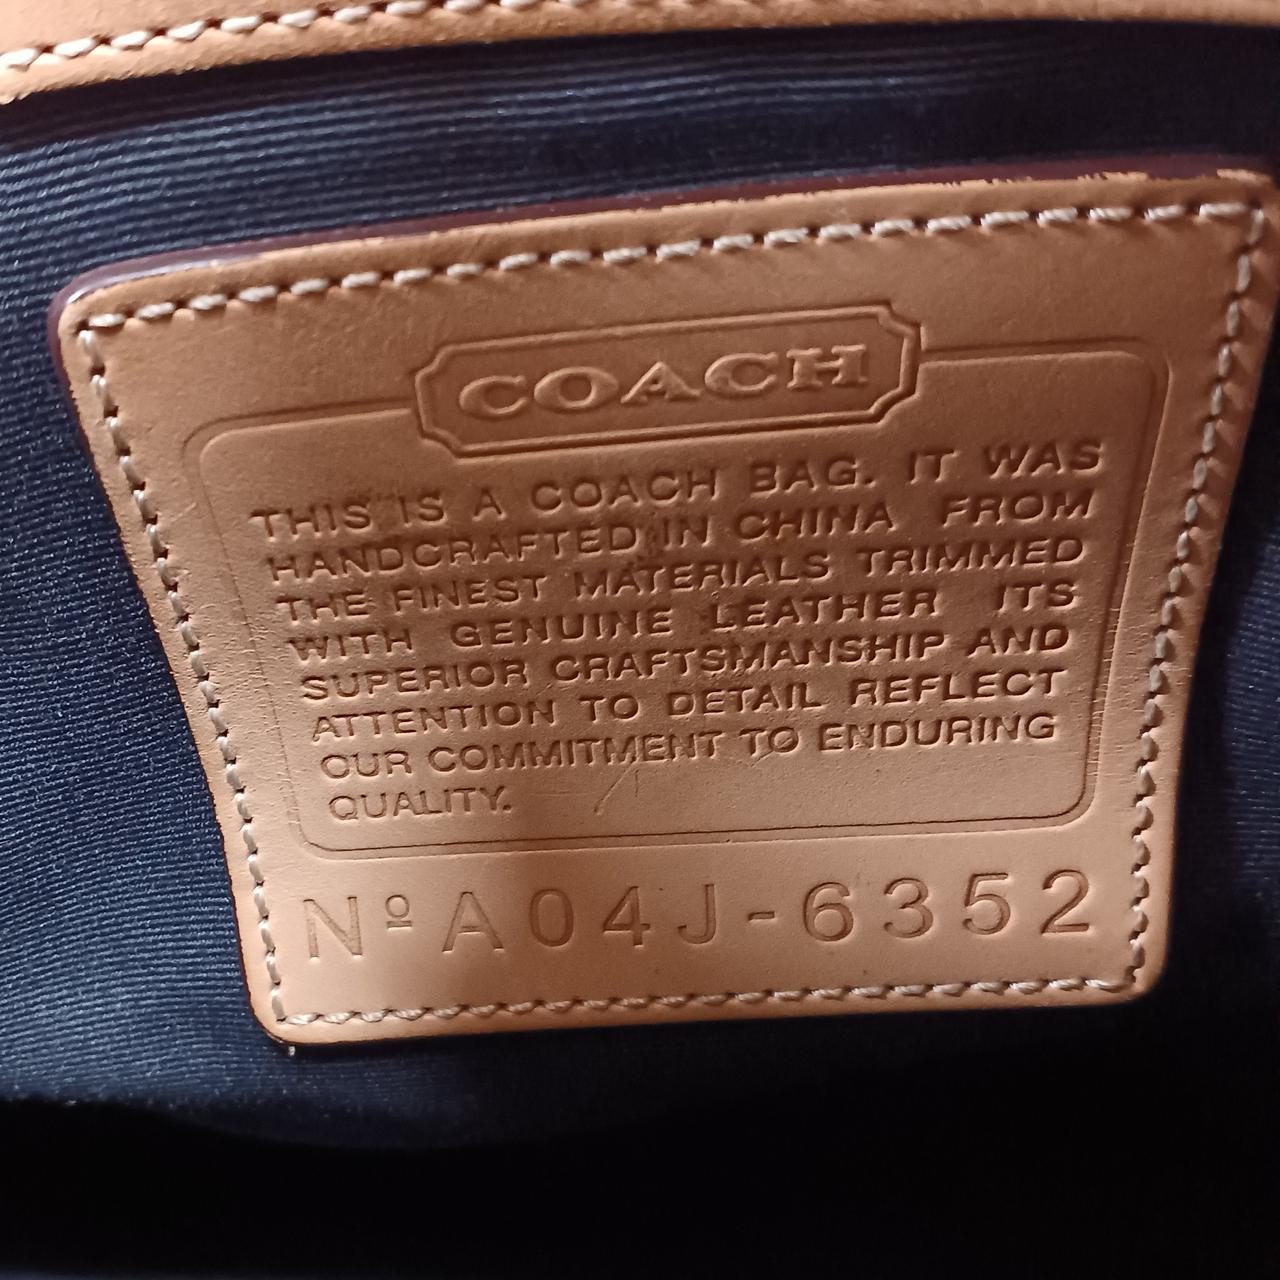 COACH
THIS IS A COACH BAG. IT WAS
HANDCRAFTED IN CHINA FROM
THE FINEST MATERIALS TRIMMED
WITH GENUINE LEATHER ITS
SUPERIOR CRAFTSMANSHIP AND
ATTENTION TO DETAIL REFLECT
OUR COMMITMENT TO ENDURING
QUALITY.
Nº A04J-6352